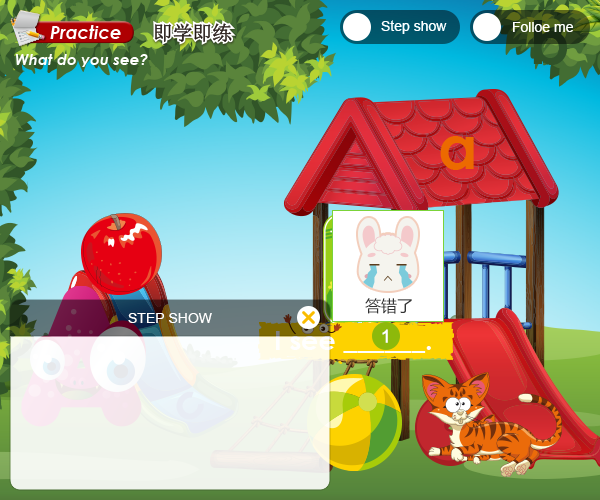 Practice 即学即练
Step show
Folloe me
What do you see?
a
答错了
STEP SHOW
i see 1 .